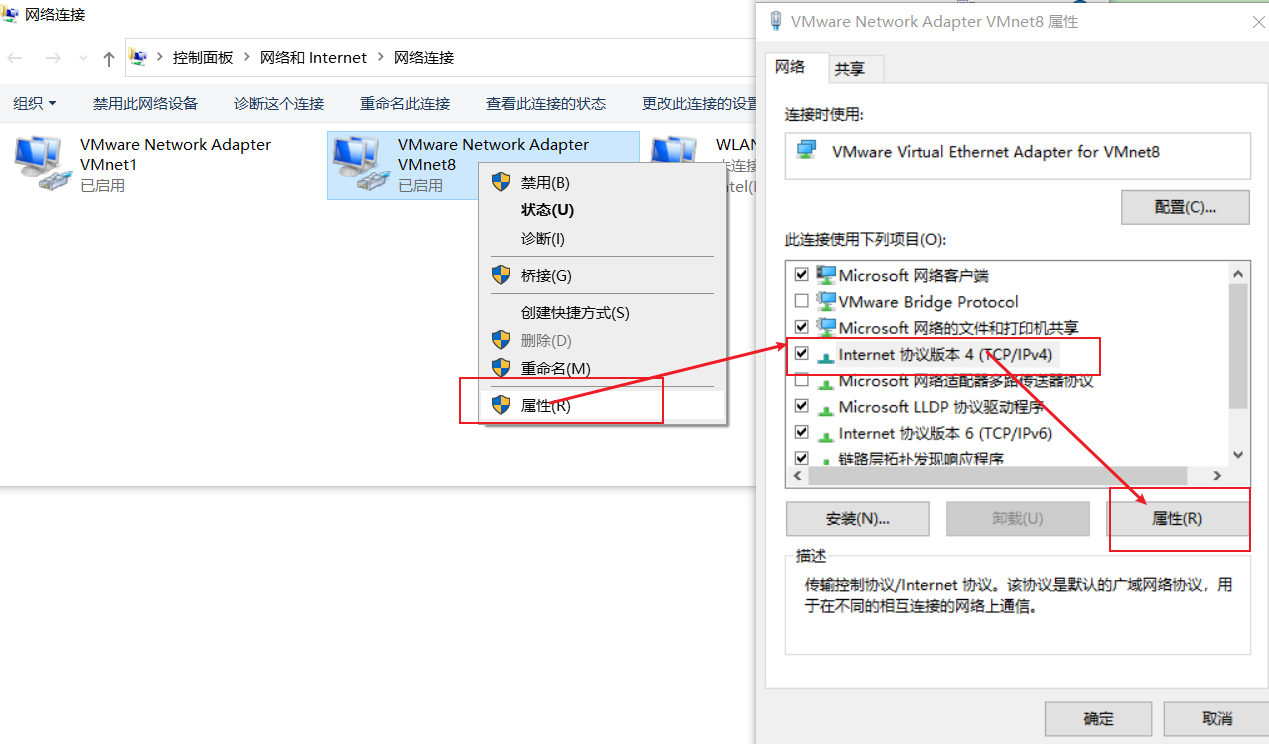 网络连接
控制面板 > 网络和 Internet > 网络连接
组织
禁用此网络设备
诊断这个连接
重命名此连接
查看此连接的状态
更改此连接的设置
VMware Network Adapter
VMnet1
已启用
VMware Network Adapter
VMnet8
已启用
WLAN
禁用(B)
状态(U)
诊断(I)
桥接(G)
创建快捷方式(S)
删除(D)
重命名(M)
属性(R)
VMware Network Adapter VMnet8 属性
网络
共享
连接时使用:
VMware Virtual Ethernet Adapter for VMnet8
配置(C)...
此连接使用下列项目(O):
Microsoft 网络客户端
VMware Bridge Protocol
Microsoft 网络的文件和打印机共享
Internet 协议版本 4 (TCP/IPv4)
Microsoft 网络适配器多路传送器协议
Microsoft LLDP 协议驱动程序
Internet 协议版本 6 (TCP/IPv6)
链路层拓扑发现响应程序
安装(N)...
卸载(U)
属性(R)
描述
传输控制协议/Internet 协议。该协议是默认的广域网络协议，用
于在不同的相互连接的网络上通信。
确定
取消